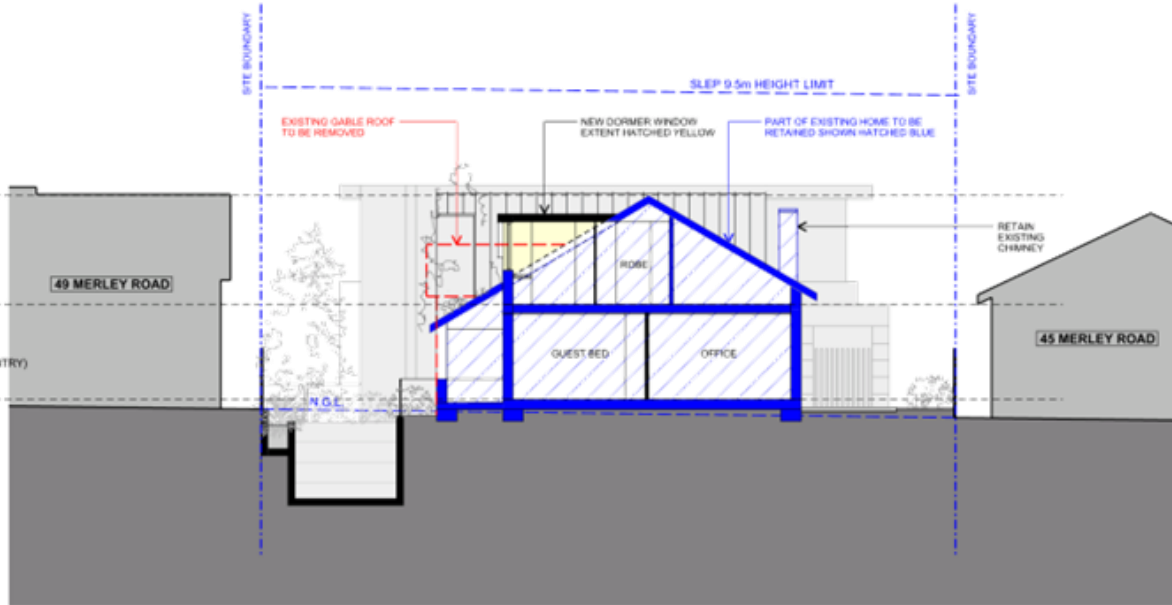 SITE BOUNDARY
SITE BOUNDARY
SLEP 9.5m HEIGHT LIMIT
EXISTING GABLE ROOF
TO BE REMOVED
NEW DORMER WINDOW
EXTENT HATCHED YELLOW
PART OF EXISTING HOME TO BE
RETAINED SHOWN HATCHED BLUE
RETAIN
EXISTING
CHIMNEY
ROBE
49 MERLEY ROAD
45 MERLEY ROAD
GUEST BED
OFFICE
NTRY)
N.G.L.